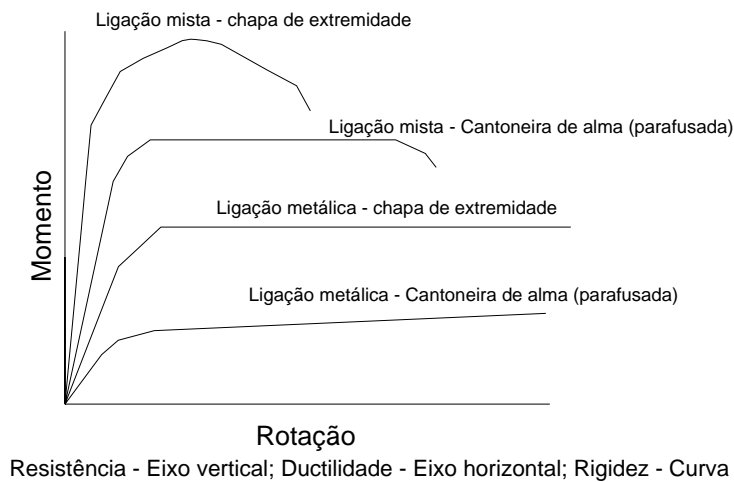 Ligação mista - chapa de extremidade
Ligação mista - Cantoneira de alma (parafusada)
Ligação metálica - chapa de extremidade
Ligação metálica - Cantoneira de alma (parafusada)
Momento
Rotação
Resistência - Eixo vertical; Ductilidade - Eixo horizontal; Rigidez - Curva